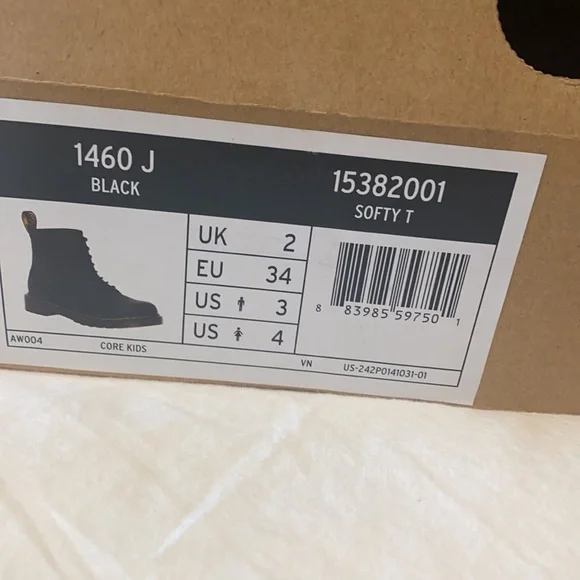 1460 J
BLACK
15382001
SOFTY T
UK 2
EU 34
US 3
US 4
8 83985 59750 1
AW004
CORE KIDS
VN
US-242P0141031-01